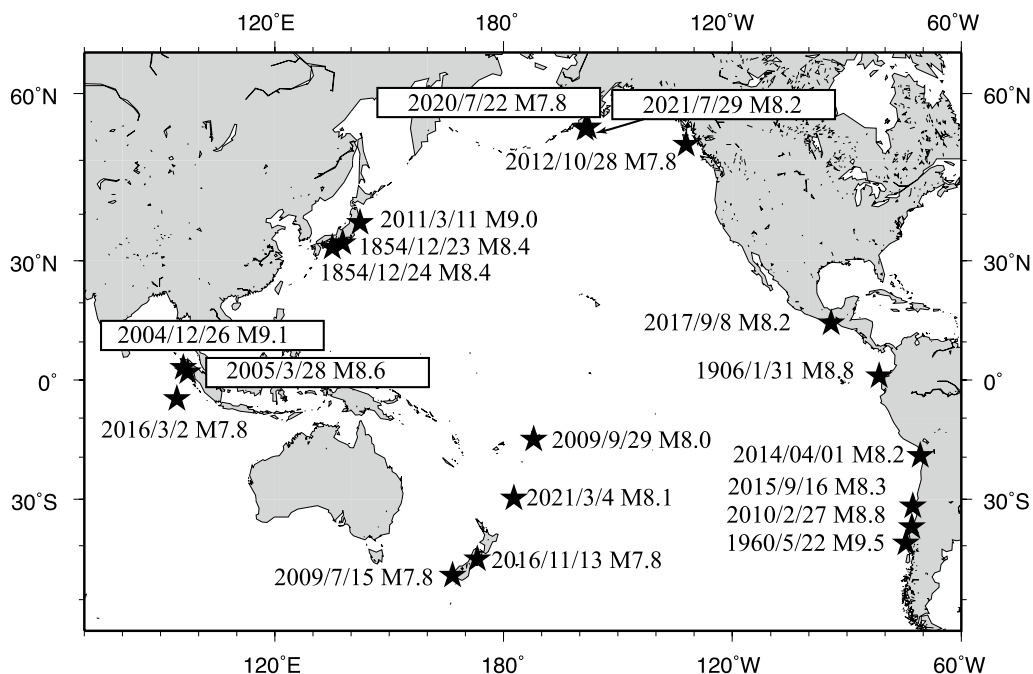 120˚E 180˚ 120˚W 60˚W
60˚N 60˚N
2020/7/22 M7.8 2021/7/29 M8.2
2012/10/28 M7.8
2011/3/11 M9.0
1854/12/23 M8.4
30˚N 30˚N
1854/12/24 M8.4
2017/9/8 M8.2
2004/12/26 M9.1
2005/3/28 M8.6 1906/1/31 M8.8
0˚ 0˚
2016/3/2 M7.8
2009/9/29 M8.0
2014/04/01 M8.2
2015/9/16 M8.3
30˚S 2021/3/4 M8.1 30˚S
2010/2/27 M8.8
1960/5/22 M9.5
2016/11/13 M7.8
2009/7/15 M7.8
120˚E 180˚ 120˚W 60˚W